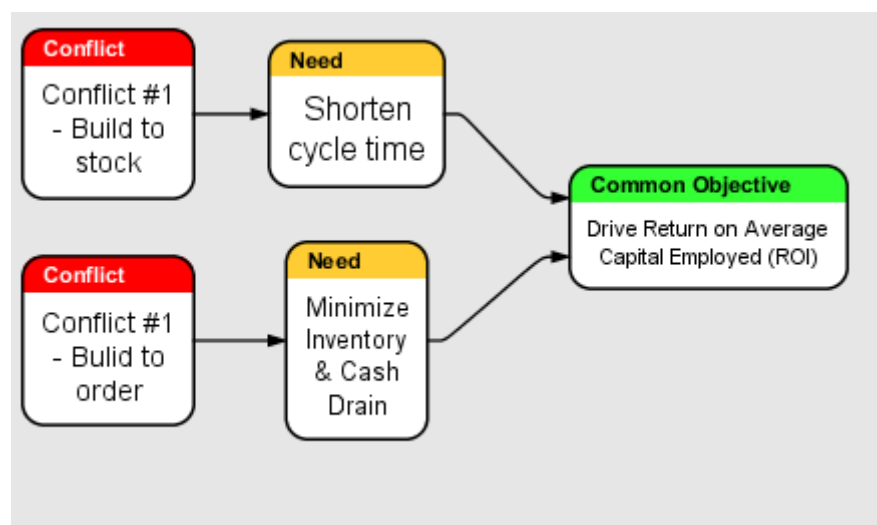 Conflict
Conflict #1
- Build to
stock
Need
Shorten
cycle time
Common Objective
Drive Return on Average
Capital Employed (ROI)
Conflict
Conflict #1
- Bulid to
order
Need
Minimize
Inventory
& Cash
Drain